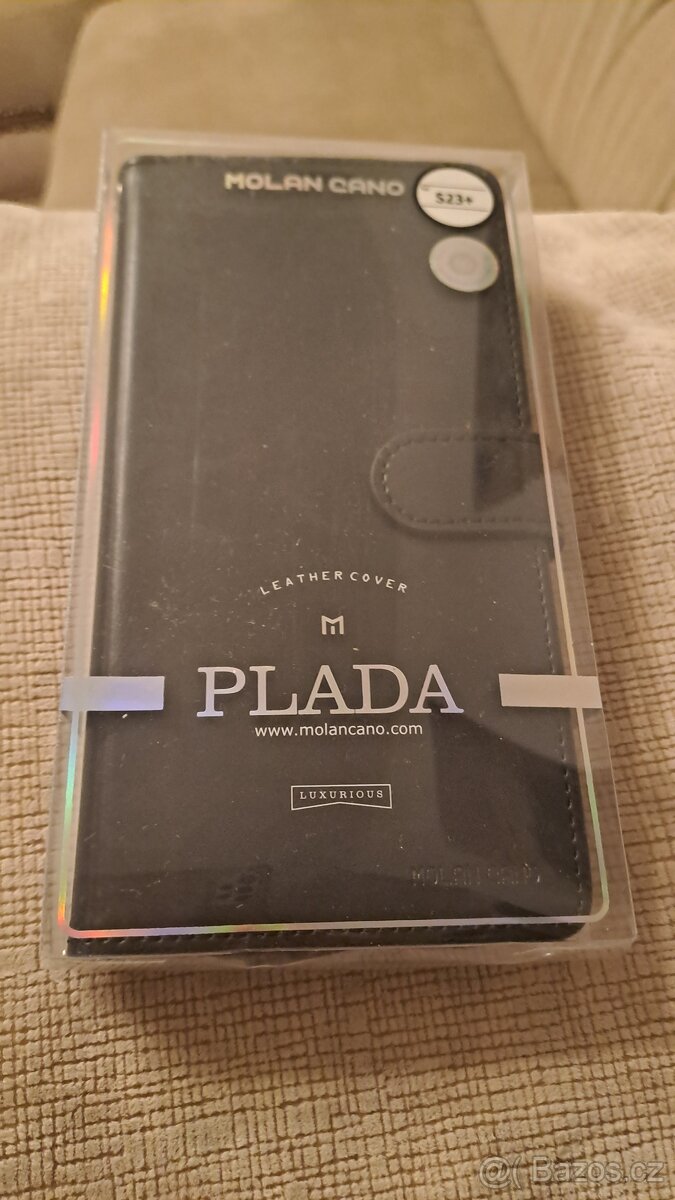 MOLAN CANO
S23+
LEATHER COVER
M
PLADA
www.molancano.com
LUXURIOUS
MOLAN CANO
Bazos.cz